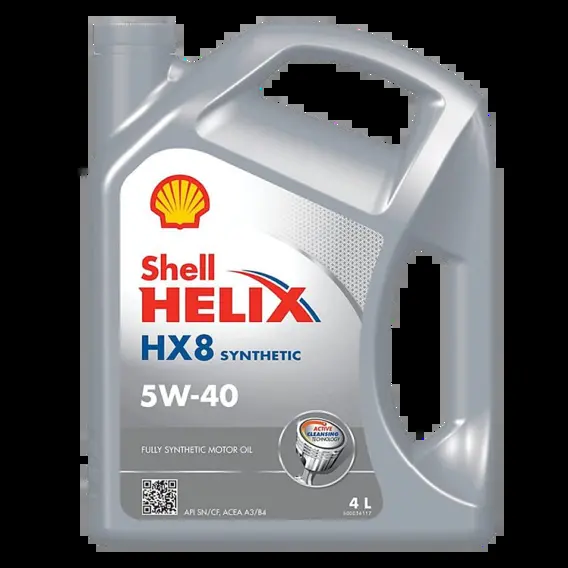 Shell
HELIX
HX8 SYNTHETIC
5W-40
ACTIVE
CLEANSING
TECHNOLOGY
FULLY SYNTHETIC MOTOR OIL
API SN/CF, ACEA A3/B4
4 L